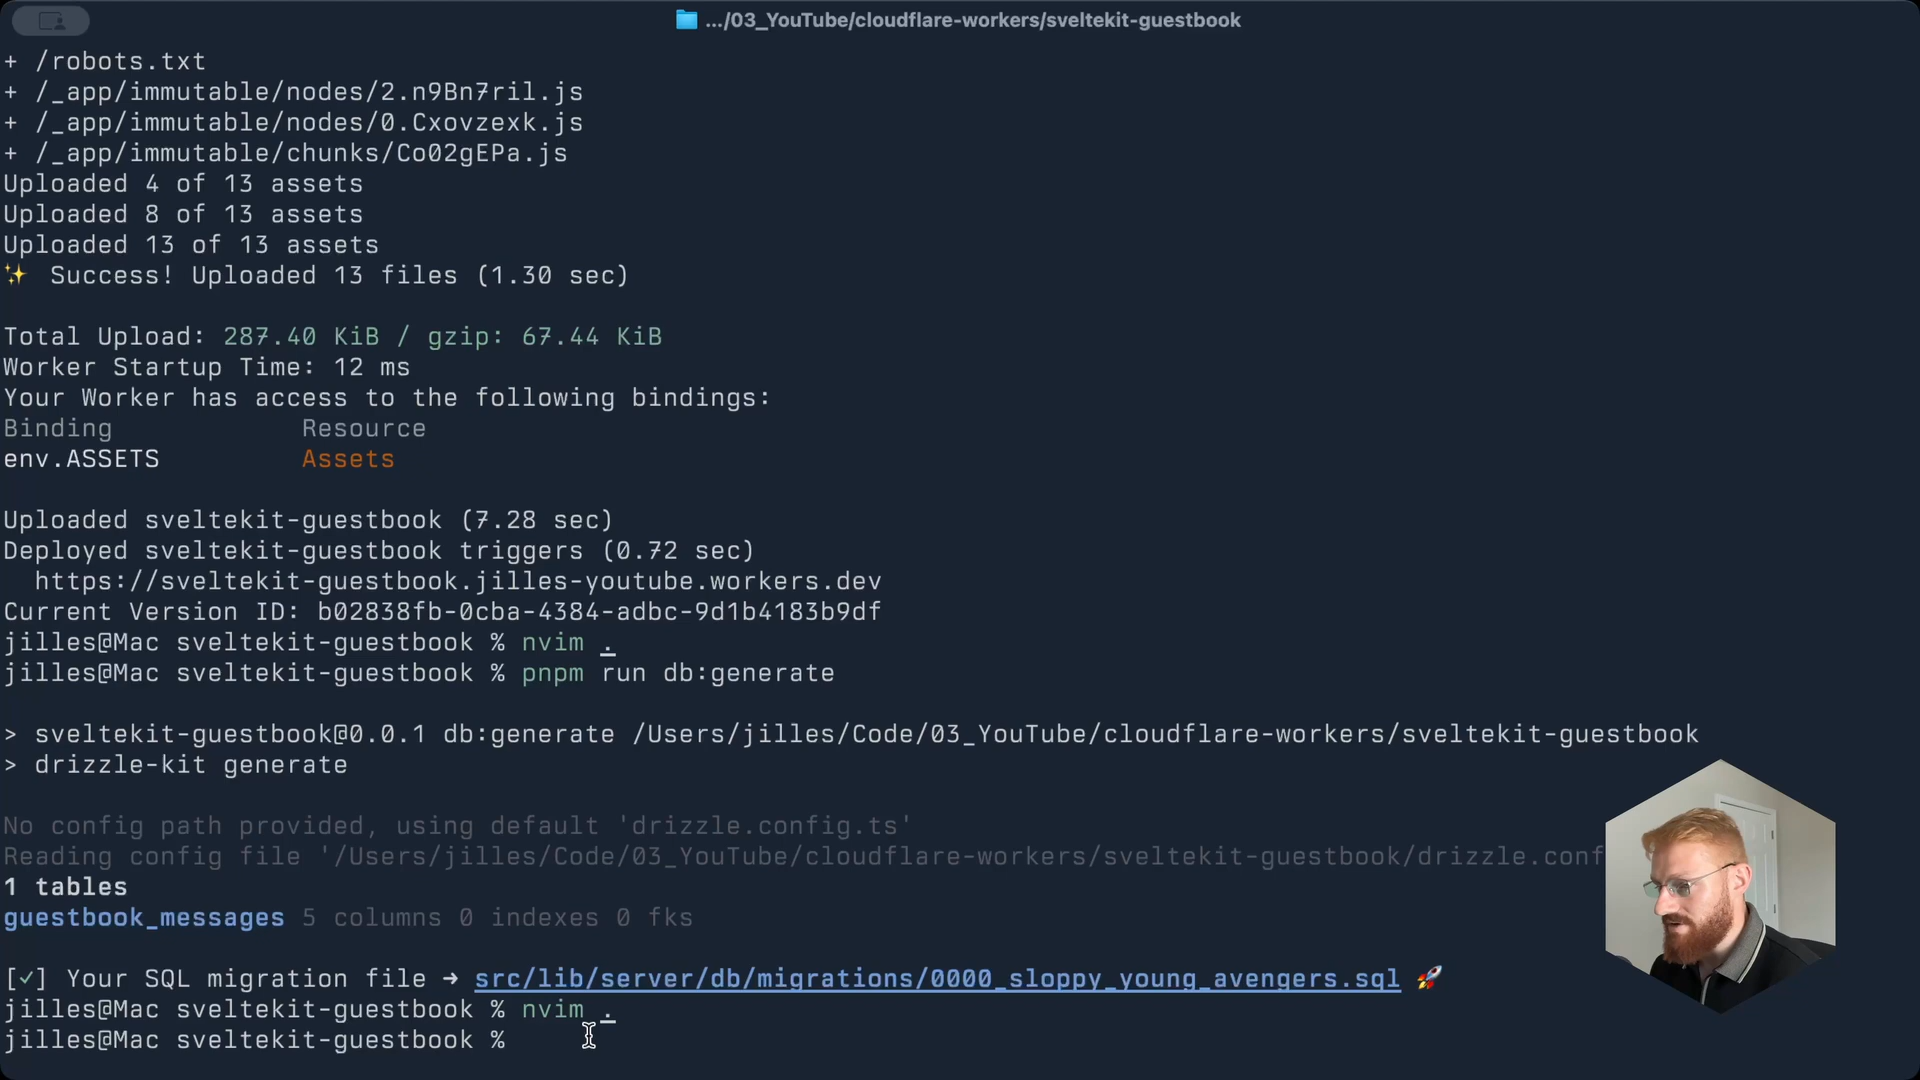 .../03_YouTube/cloudflare-workers/sveltekit-guestbook
+ /robots.txt
+ /_app/immutable/nodes/2.n9Bn7ril.js
+ /_app/immutable/nodes/0.Cxovzexk.js
+ /_app/immutable/chunks/Co02gEPa.js
Uploaded 4 of 13 assets
Uploaded 8 of 13 assets
Uploaded 13 of 13 assets
✨ Success! Uploaded 13 files (1.30 sec)
Total Upload: 287.40 KiB / gzip: 67.44 KiB
Worker Startup Time: 12 ms
Your Worker has access to the following bindings:
Binding Resource
env.ASSETS Assets
Uploaded sveltekit-guestbook (7.28 sec)
Deployed sveltekit-guestbook triggers (0.72 sec)
https://sveltekit-guestbook.jilles-youtube.workers.dev
Current Version ID: b02838fb-0cba-4384-adbc-9d1b4183b9df
jilles@Mac sveltekit-guestbook % nvim .
jilles@Mac sveltekit-guestbook % pnpm run db:generate
> sveltekit-guestbook@0.0.1 db:generate /Users/jilles/Code/03_YouTube/cloudflare-workers/sveltekit-guestbook
> drizzle-kit generate
No config path provided, using default 'drizzle.config.ts'
Reading config file '/Users/jilles/Code/03_YouTube/cloudflare-workers/sveltekit-guestbook/drizzle.conf
1 tables
guestbook_messages 5 columns 0 indexes 0 fks
[✓] Your SQL migration file ➜ src/lib/server/db/migrations/0000_sloppy_young_avengers.sql 🚀
jilles@Mac sveltekit-guestbook % nvim .
jilles@Mac sveltekit-guestbook %